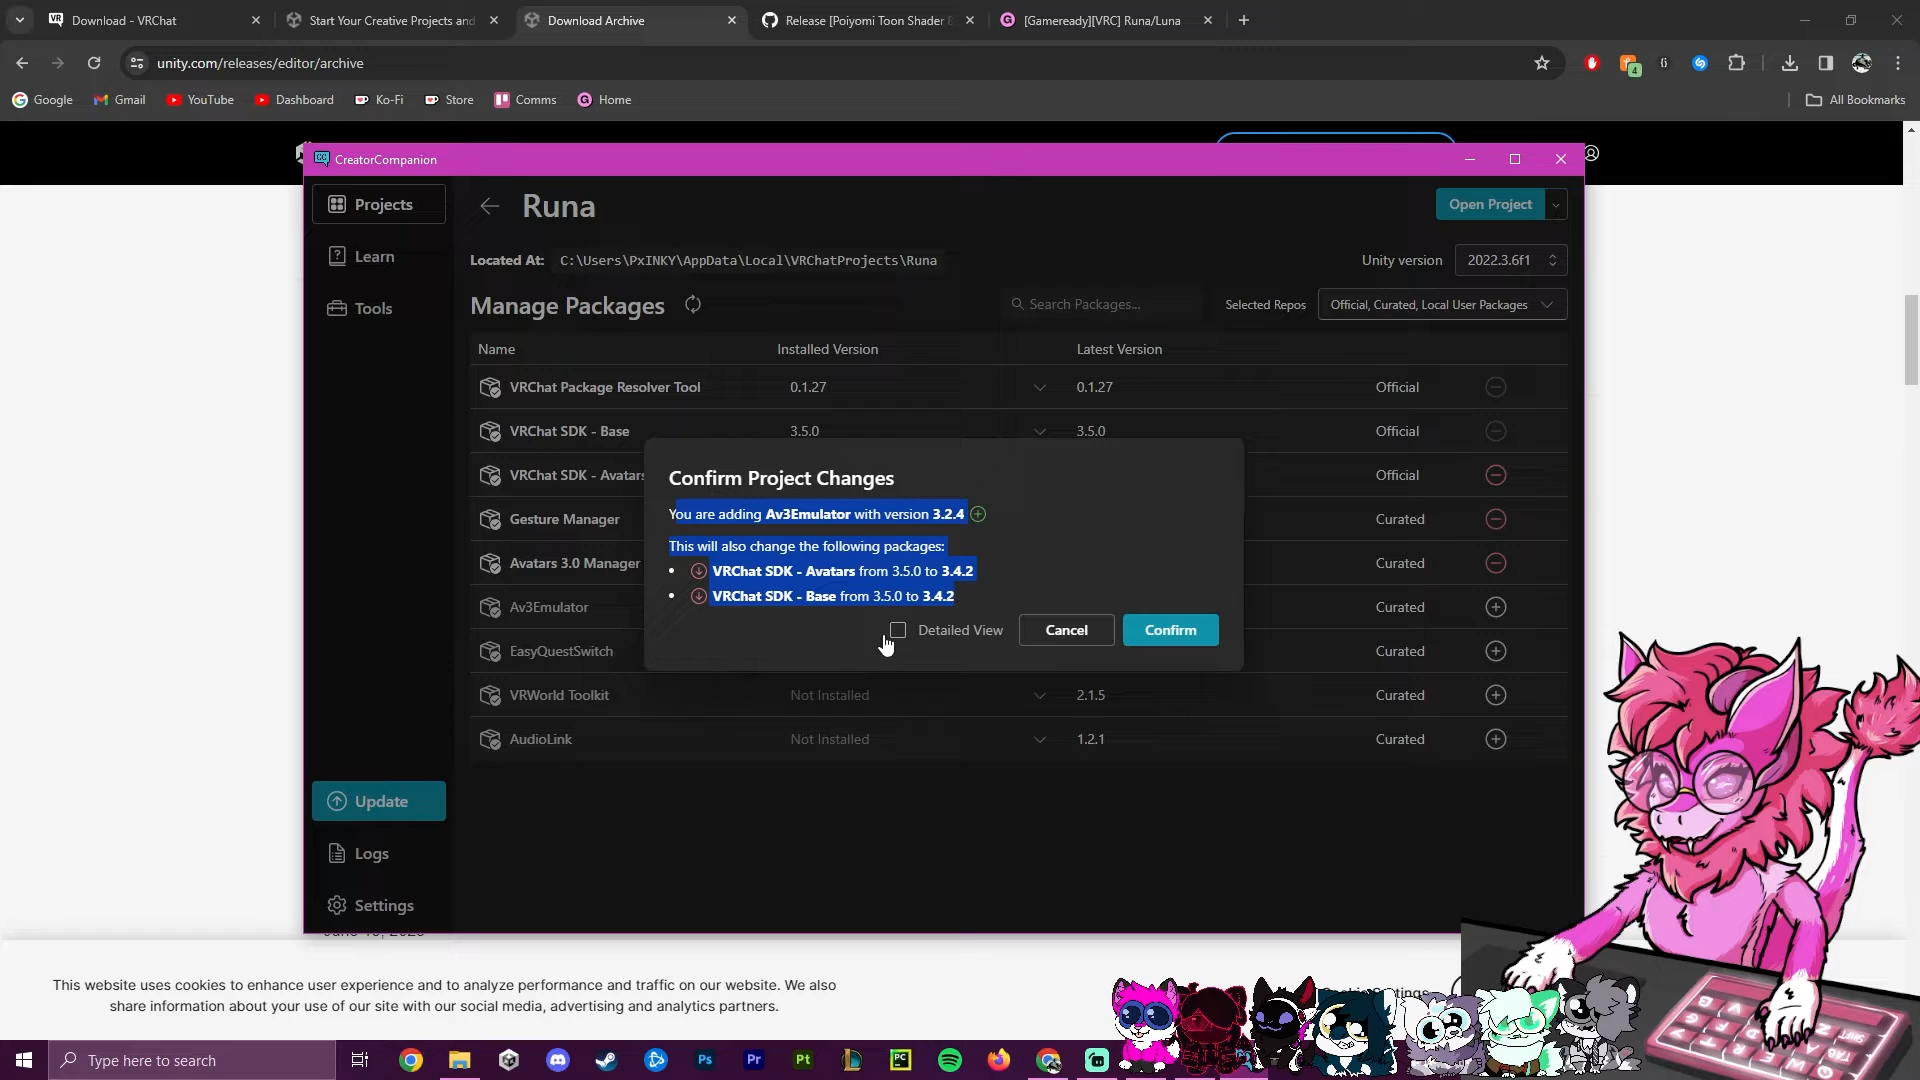 Download - VRChat
Start Your Creative Projects and
Download Archive
Release [Poiyomi Toon Shader 8
[Gameready][VRC] Runa/Luna
unity.com/releases/editor/archive
4
Google
Gmail
YouTube
Dashboard
Ko-Fi
Store
Comms
Home
All Bookmarks
CC CreatorCompanion
Projects
Learn
Tools
Update
Logs
Settings
Runa
Open Project
Located At: C:\Users\PxINKY\AppData\Local\VRChatProjects\Runa
Unity version 2022.3.6f1
Manage Packages
Search Packages...
Selected Repos
Official, Curated, Local User Packages
Name Installed Version Latest Version
VRChat Package Resolver Tool 0.1.27 0.1.27 Official
VRChat SDK - Base 3.5.0 3.5.0 Official
VRChat SDK - Avatars Official
Gesture Manager Curated
Avatars 3.0 Manager Curated
Av3Emulator Curated
EasyQuestSwitch Curated
VRWorld Toolkit Not Installed 2.1.5 Curated
AudioLink Not Installed 1.2.1 Curated
Confirm Project Changes
You are adding Av3Emulator with version 3.2.4
This will also change the following packages:
• VRChat SDK - Avatars from 3.5.0 to 3.4.2
• VRChat SDK - Base from 3.5.0 to 3.4.2
Detailed View
Cancel
Confirm
This website uses cookies to enhance user experience and to analyze performance and traffic on our website. We also
share information about your use of our site with our social media, advertising and analytics partners.
Type here to search
Ps
Pr
Pt
PC